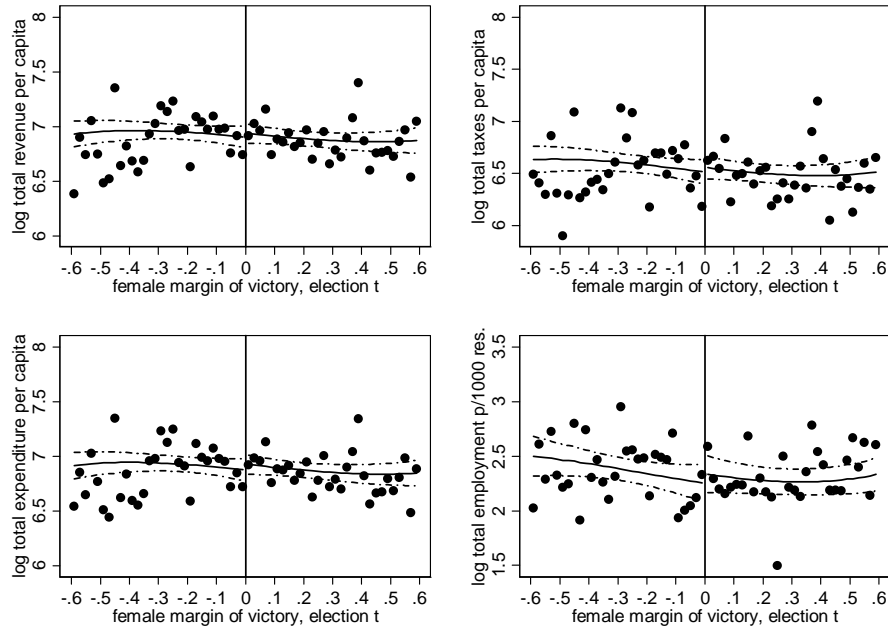 log total revenue per capita
8
7.5
7
6.5
6
-.6 -.5 -.4 -.3 -.2 -.1 0 .1 .2 .3 .4 .5 .6
female margin of victory, election t
log total taxes per capita
8
7.5
7
6.5
6
-.6 -.5 -.4 -.3 -.2 -.1 0 .1 .2 .3 .4 .5 .6
female margin of victory, election t
log total expenditure per capita
8
7.5
7
6.5
6
-.6 -.5 -.4 -.3 -.2 -.1 0 .1 .2 .3 .4 .5 .6
female margin of victory, election t
log total employment p/1000 res.
3.5
3
2.5
2
1.5
-.6 -.5 -.4 -.3 -.2 -.1 0 .1 .2 .3 .4 .5 .6
female margin of victory, election t